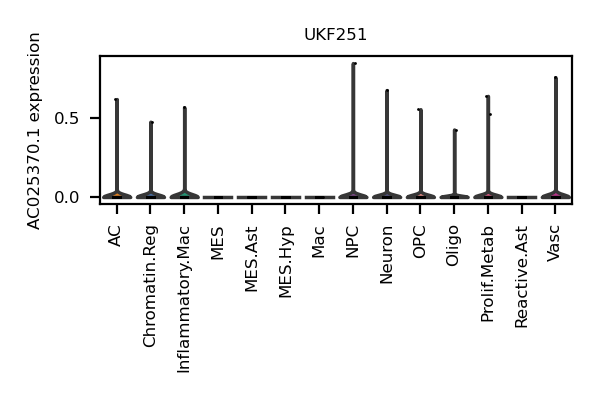 UKF251
AC025370.1 expression
0.5
0.0
AC
Chromatin.Reg
Inflammatory.Mac
MES
MES.Ast
MES.Hyp
Mac
NPC
Neuron
OPC
Oligo
Prolif.Metab
Reactive.Ast
Vasc